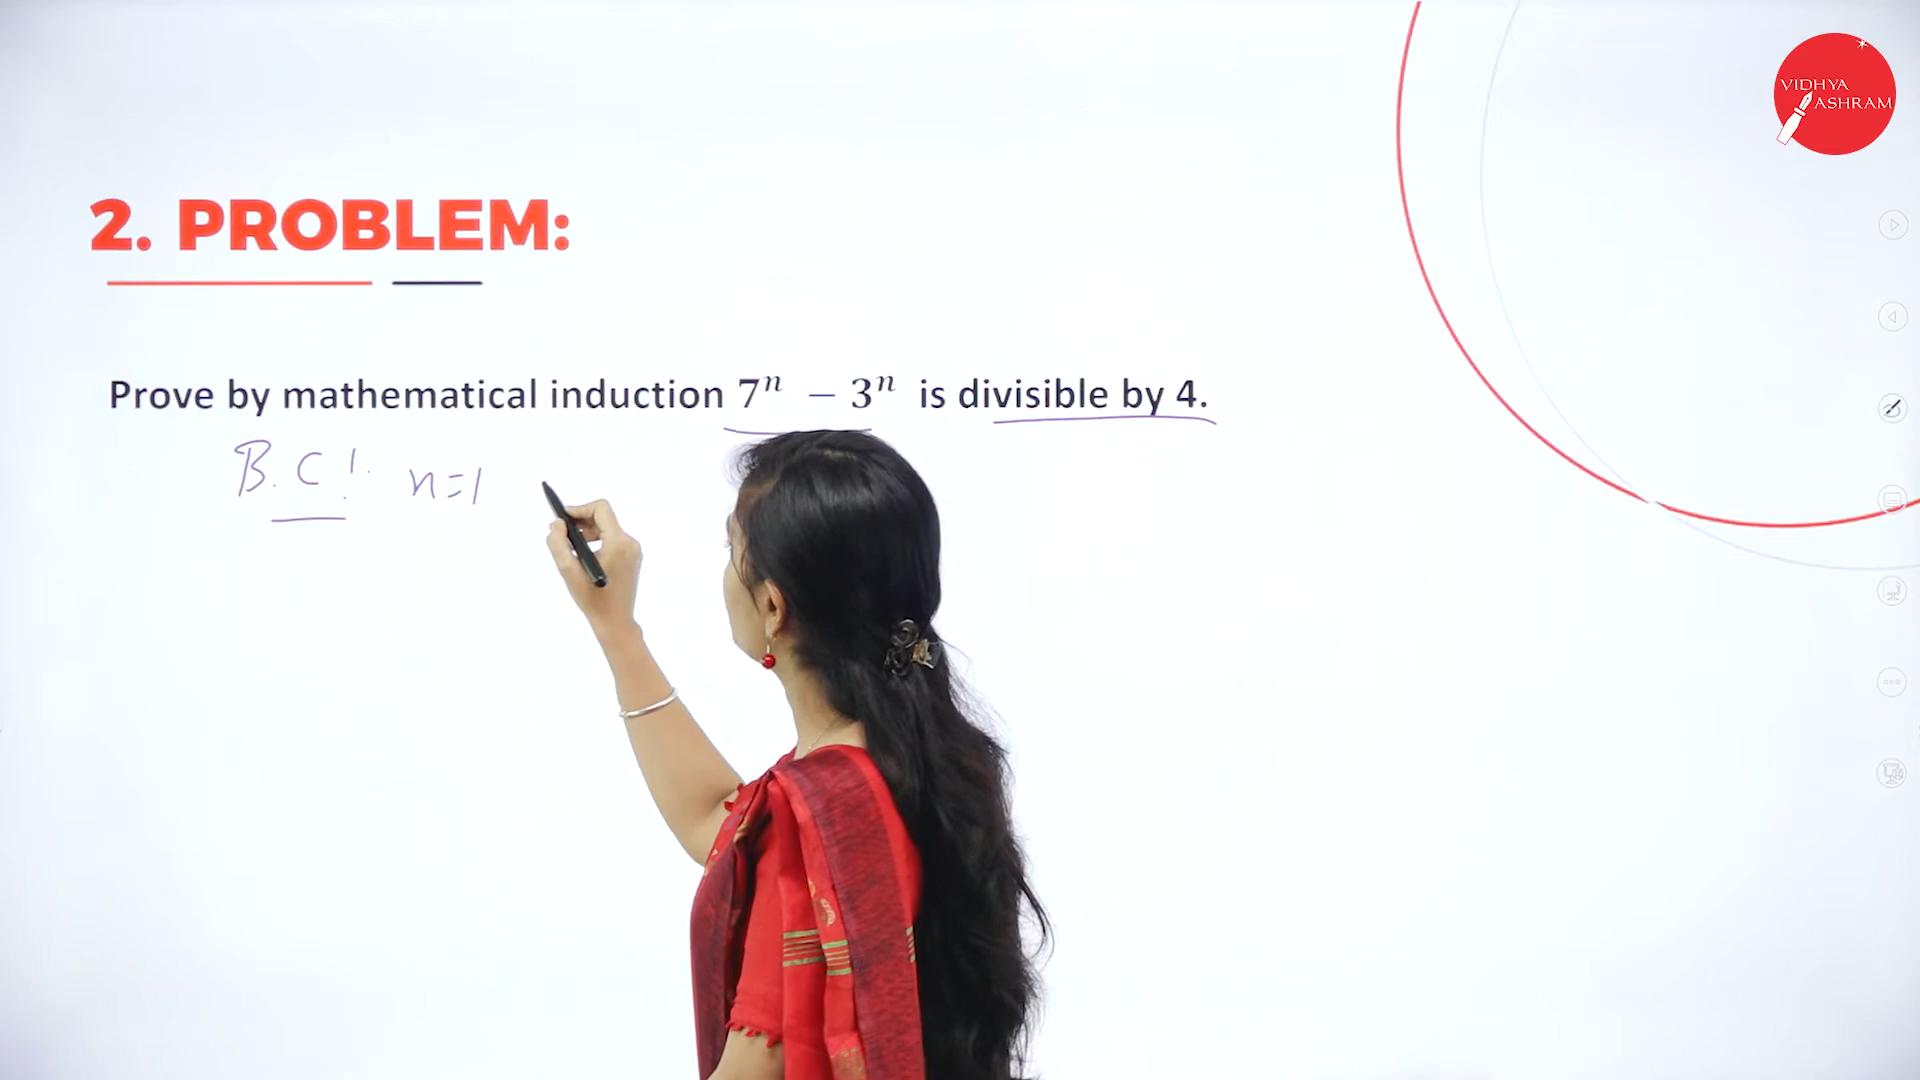 VIDHYA
ASHRAM
2. PROBLEM:
Prove by mathematical induction 7ⁿ − 3ⁿ is divisible by 4.
B.C!. n=1